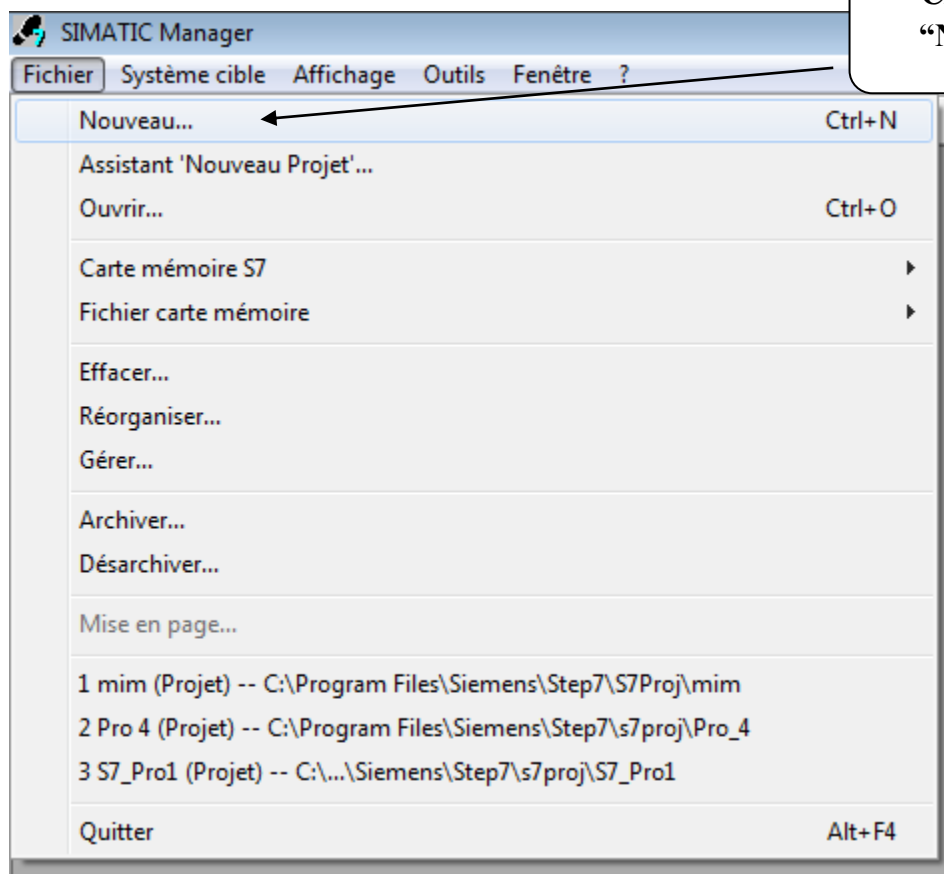 SIMATIC Manager
Fichier Système cible Affichage Outils Fenêtre ?
Nouveau... Ctrl+N
Assistant 'Nouveau Projet'...
Ouvrir... Ctrl+O
Carte mémoire S7
Fichier carte mémoire
Effacer...
Réorganiser...
Gérer...
Archiver...
Désarchiver...
Mise en page...
1 mim (Projet) -- C:\Program Files\Siemens\Step7\S7Proj\mim
2 Pro 4 (Projet) -- C:\Program Files\Siemens\Step7\s7proj\Pro_4
3 S7_Pro1 (Projet) -- C:\...\Siemens\Step7\s7proj\S7_Pro1
Quitter Alt+F4